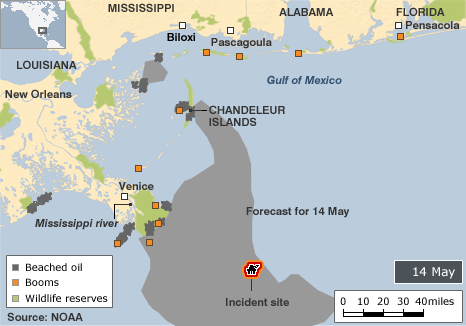 MISSISSIPPI
ALABAMA
FLORIDA
Biloxi
Pensacola
Pascagoula
LOUISIANA
Gulf of Mexico
New Orleans
CHANDELEUR
ISLANDS
Venice
Forecast for 14 May
Mississippi river
Beached oil
Booms
Wildlife reserves
14 May
Incident site
0 10 20 30 40miles
Source: NOAA